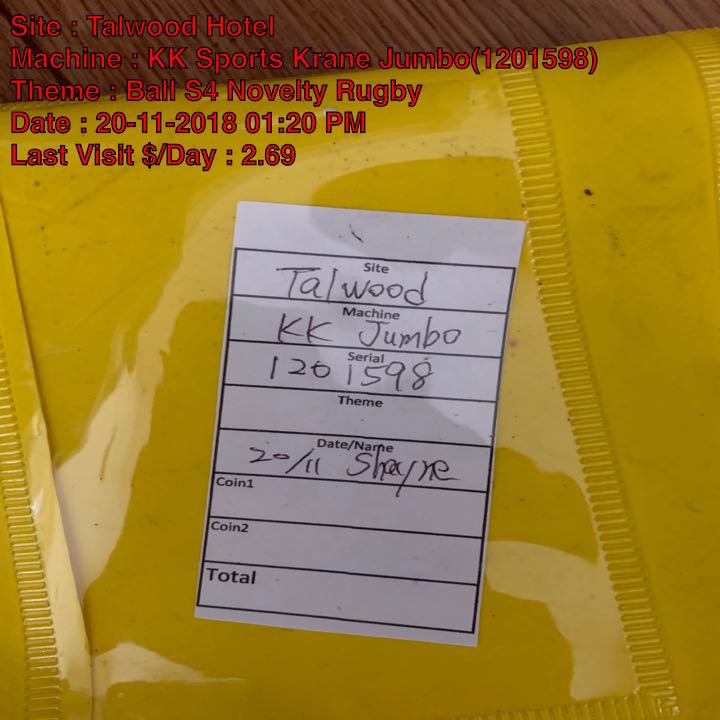 Site : Talwood Hotel
Machine : KK Sports Krane Jumbo(1201598)
Theme : Ball S4 Novelty Rugby
Date : 20-11-2018 01:20 PM
Last Visit $/Day : 2.69
Site
Talwood
Machine
KK Jumbo
Serial
1201598
Theme
Date/Name
20/11 Shayne
Coin1
Coin2
Total